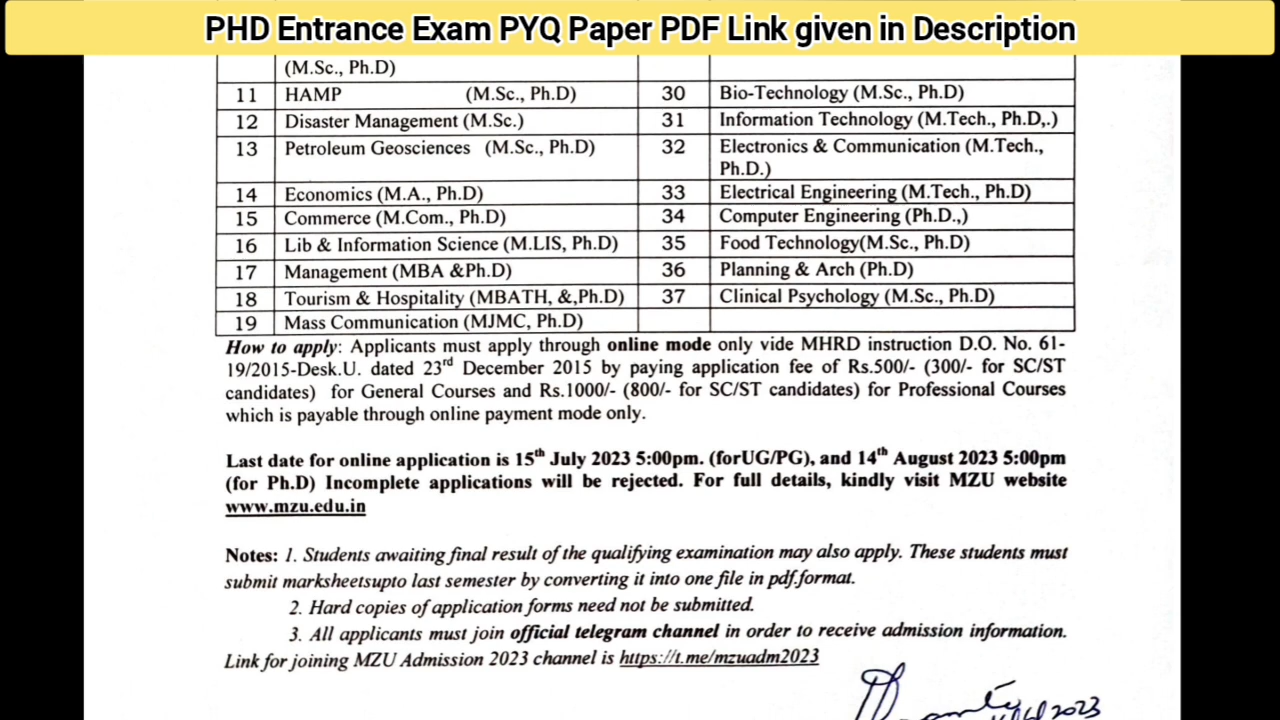 PHD Entrance Exam PYQ Paper PDF Link given in Description
(M.Sc., Ph.D)
11 HAMP (M.Sc., Ph.D) 30 Bio-Technology (M.Sc., Ph.D)
12 Disaster Management (M.Sc.) 31 Information Technology (M.Tech., Ph.D,.)
13 Petroleum Geosciences (M.Sc., Ph.D) 32 Electronics & Communication (M.Tech.,
Ph.D.)
14 Economics (M.A., Ph.D) 33 Electrical Engineering (M.Tech., Ph.D)
15 Commerce (M.Com., Ph.D) 34 Computer Engineering (Ph.D.,)
16 Lib & Information Science (M.LIS, Ph.D) 35 Food Technology(M.Sc., Ph.D)
17 Management (MBA &Ph.D) 36 Planning & Arch (Ph.D)
18 Tourism & Hospitality (MBATH, &,Ph.D) 37 Clinical Psychology (M.Sc., Ph.D)
19 Mass Communication (MJMC, Ph.D)
How to apply: Applicants must apply through online mode only vide MHRD instruction D.O. No. 61-
19/2015-Desk.U. dated 23rd December 2015 by paying application fee of Rs.500/- (300/- for SC/ST
candidates) for General Courses and Rs.1000/- (800/- for SC/ST candidates) for Professional Courses
which is payable through online payment mode only.
Last date for online application is 15th July 2023 5:00pm. (forUG/PG), and 14th August 2023 5:00pm
(for Ph.D) Incomplete applications will be rejected. For full details, kindly visit MZU website
www.mzu.edu.in
Notes: 1. Students awaiting final result of the qualifying examination may also apply. These students must
submit marksheetsupto last semester by converting it into one file in pdf.format.
2. Hard copies of application forms need not be submitted.
3. All applicants must join official telegram channel in order to receive admission information.
Link for joining MZU Admission 2023 channel is https://t.me/mzuadm2023